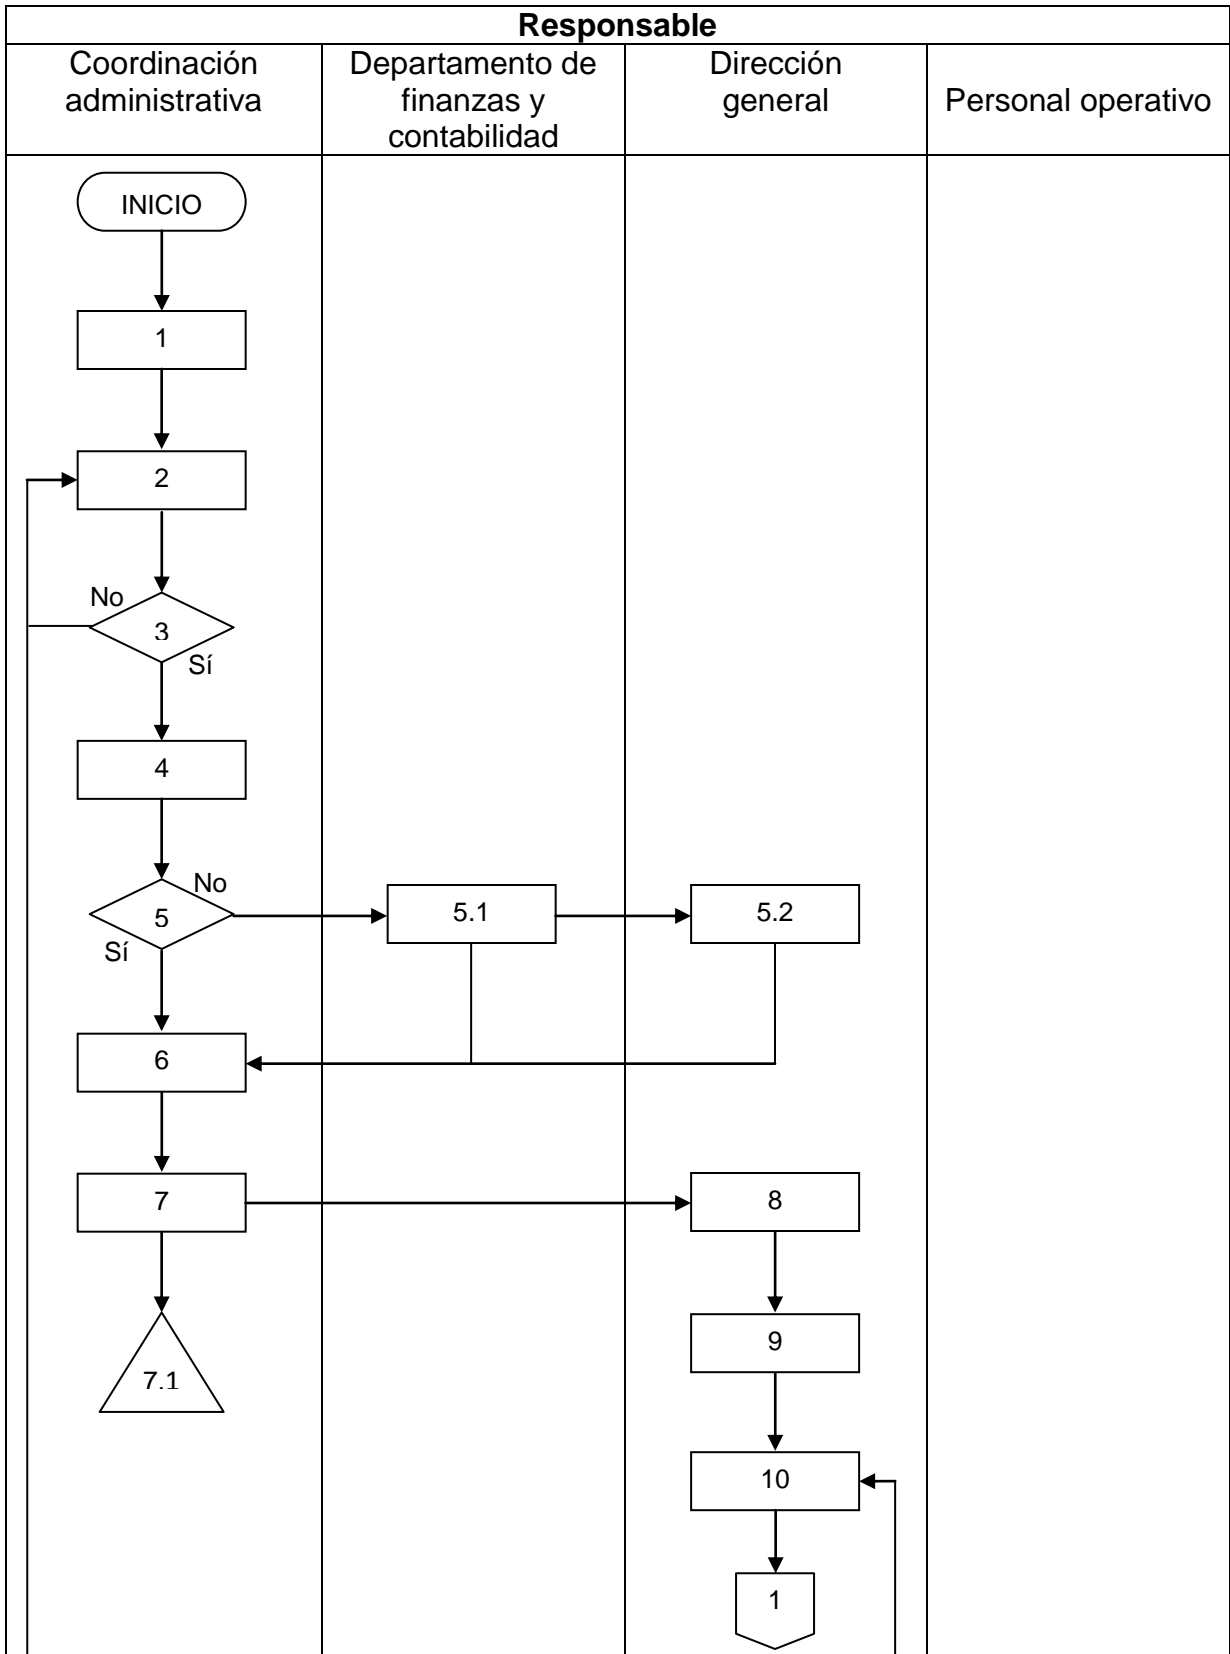 Responsable
Coordinación
administrativa
Departamento de
finanzas y
contabilidad
Dirección
general
Personal operativo
INICIO
1
2
No
3
Sí
4
No
5
5.1
5.2
Sí
6
7
8
7.1
9
10
1